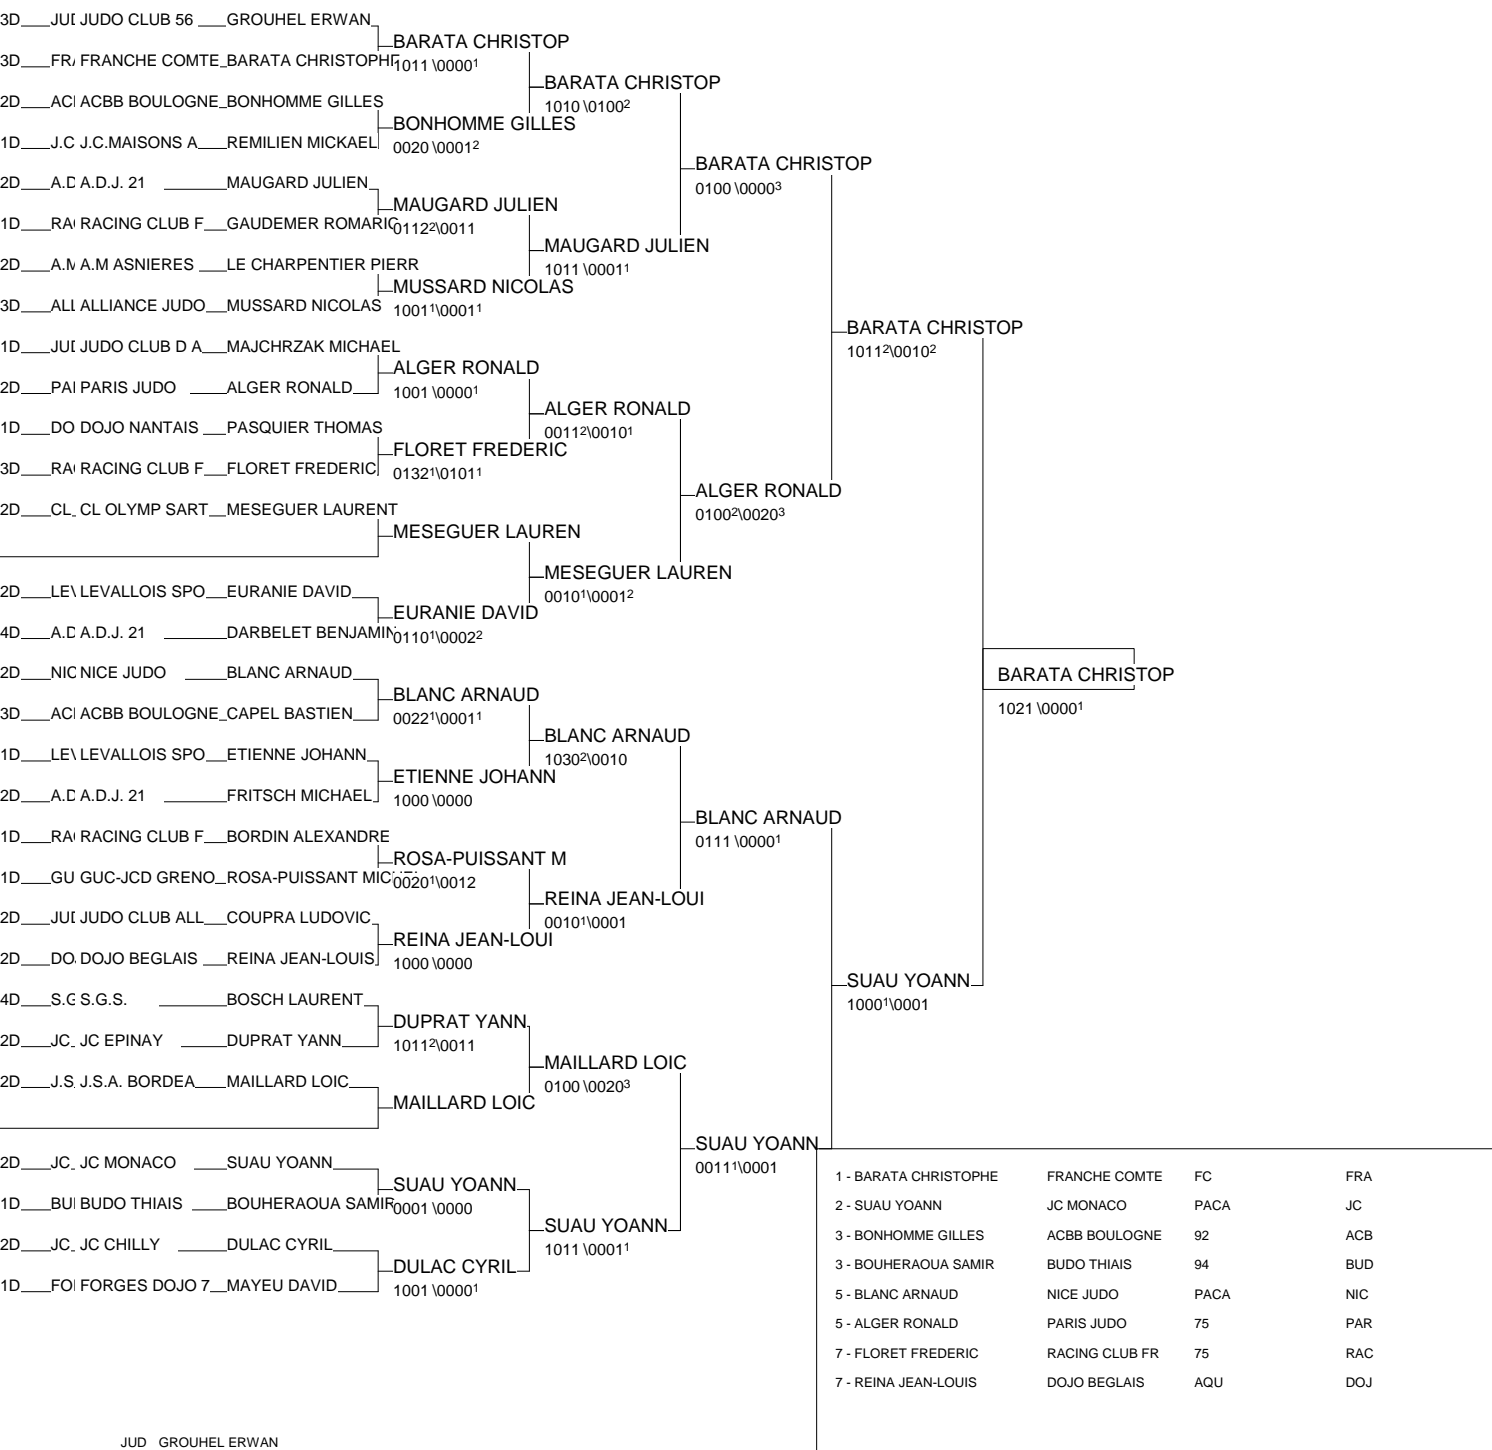 3D JUI JUDO CLUB 56 GROUHEL ERWAN
BARATA CHRISTOP
3D FR/ FRANCHE COMTE BARATA CHRISTOPHE
1011 \0000¹
BARATA CHRISTOP
1010 \0100²
2D ACI ACBB BOULOGNE BONHOMME GILLES
BONHOMME GILLES
1D J.C J.C.MAISONS A REMILIEN MICKAEL
0020 \0001²
BARATA CHRISTOP
0100 \0000³
2D A.D A.D.J. 21 MAUGARD JULIEN
MAUGARD JULIEN
1D RA( RACING CLUB F GAUDEMER ROMARIC
0112²\0011
MAUGARD JULIEN
1011 \0001¹
2D A.M A.M ASNIERES LE CHARPENTIER PIERR
MUSSARD NICOLAS
3D ALL ALLIANCE JUDO MUSSARD NICOLAS
1001¹\0001¹
BARATA CHRISTOP
1011²\0010²
1D JUI JUDO CLUB D A MAJCHRZAK MICHAEL
ALGER RONALD
2D PAI PARIS JUDO ALGER RONALD
1001 \0000¹
ALGER RONALD
0011²\0010¹
1D DO DOJO NANTAIS PASQUIER THOMAS
FLORET FREDERIC
3D RA( RACING CLUB F FLORET FREDERIC
0132¹\0101¹
ALGER RONALD
0100²\0020³
2D CL_ CL OLYMP SART MESEGUER LAURENT
MESEGUER LAUREN
MESEGUER LAUREN
0010¹\0001²
2D LE\ LEVALLOIS SPO EURANIE DAVID
EURANIE DAVID
4D A.D A.D.J. 21 DARBELET BENJAMIN
0110¹\0002²
BARATA CHRISTOP
1021 \0000¹
2D NIC NICE JUDO BLANC ARNAUD
BLANC ARNAUD
3D ACI ACBB BOULOGNE CAPEL BASTIEN
0022¹\0001¹
BLANC ARNAUD
1030²\0010
1D LE\ LEVALLOIS SPO ETIENNE JOHANN
ETIENNE JOHANN
2D A.D A.D.J. 21 FRITSCH MICHAEL
1000 \0000
BLANC ARNAUD
0111 \0000¹
1D RA( RACING CLUB F BORDIN ALEXANDRE
ROSA-PUISSANT M
1D GU GUC-JCD GRENO ROSA-PUISSANT MICHEL
0020¹\0012
REINA JEAN-LOUI
0010¹\0001
2D JUI JUDO CLUB ALL COUPRA LUDOVIC
REINA JEAN-LOUI
2D DO. DOJO BEGLAIS REINA JEAN-LOUIS
1000 \0000
SUAU YOANN
1000¹\0001
4D S.G S.G.S. BOSCH LAURENT
DUPRAT YANN
2D JC_ JC EPINAY DUPRAT YANN
1011²\0011
MAILLARD LOIC
0100 \0020³
2D J.S. J.S.A. BORDEA MAILLARD LOIC
MAILLARD LOIC
SUAU YOANN
0011¹\0001
2D JC_ JC MONACO SUAU YOANN
SUAU YOANN
1D BUI BUDO THIAIS BOUHERAOUA SAMIR
0001 \0000
SUAU YOANN
1011 \0001¹
2D JC_ JC CHILLY DULAC CYRIL
DULAC CYRIL
1D FOI FORGES DOJO 7 MAYEU DAVID
1001 \0000¹
1 - BARATA CHRISTOPHE FRANCHE COMTE FC FRA
2 - SUAU YOANN JC MONACO PACA JC
3 - BONHOMME GILLES ACBB BOULOGNE 92 ACB
3 - BOUHERAOUA SAMIR BUDO THIAIS 94 BUD
5 - BLANC ARNAUD NICE JUDO PACA NIC
5 - ALGER RONALD PARIS JUDO 75 PAR
7 - FLORET FREDERIC RACING CLUB FR 75 RAC
7 - REINA JEAN-LOUIS DOJO BEGLAIS AQU DOJ
JUD GROUHEL ERWAN